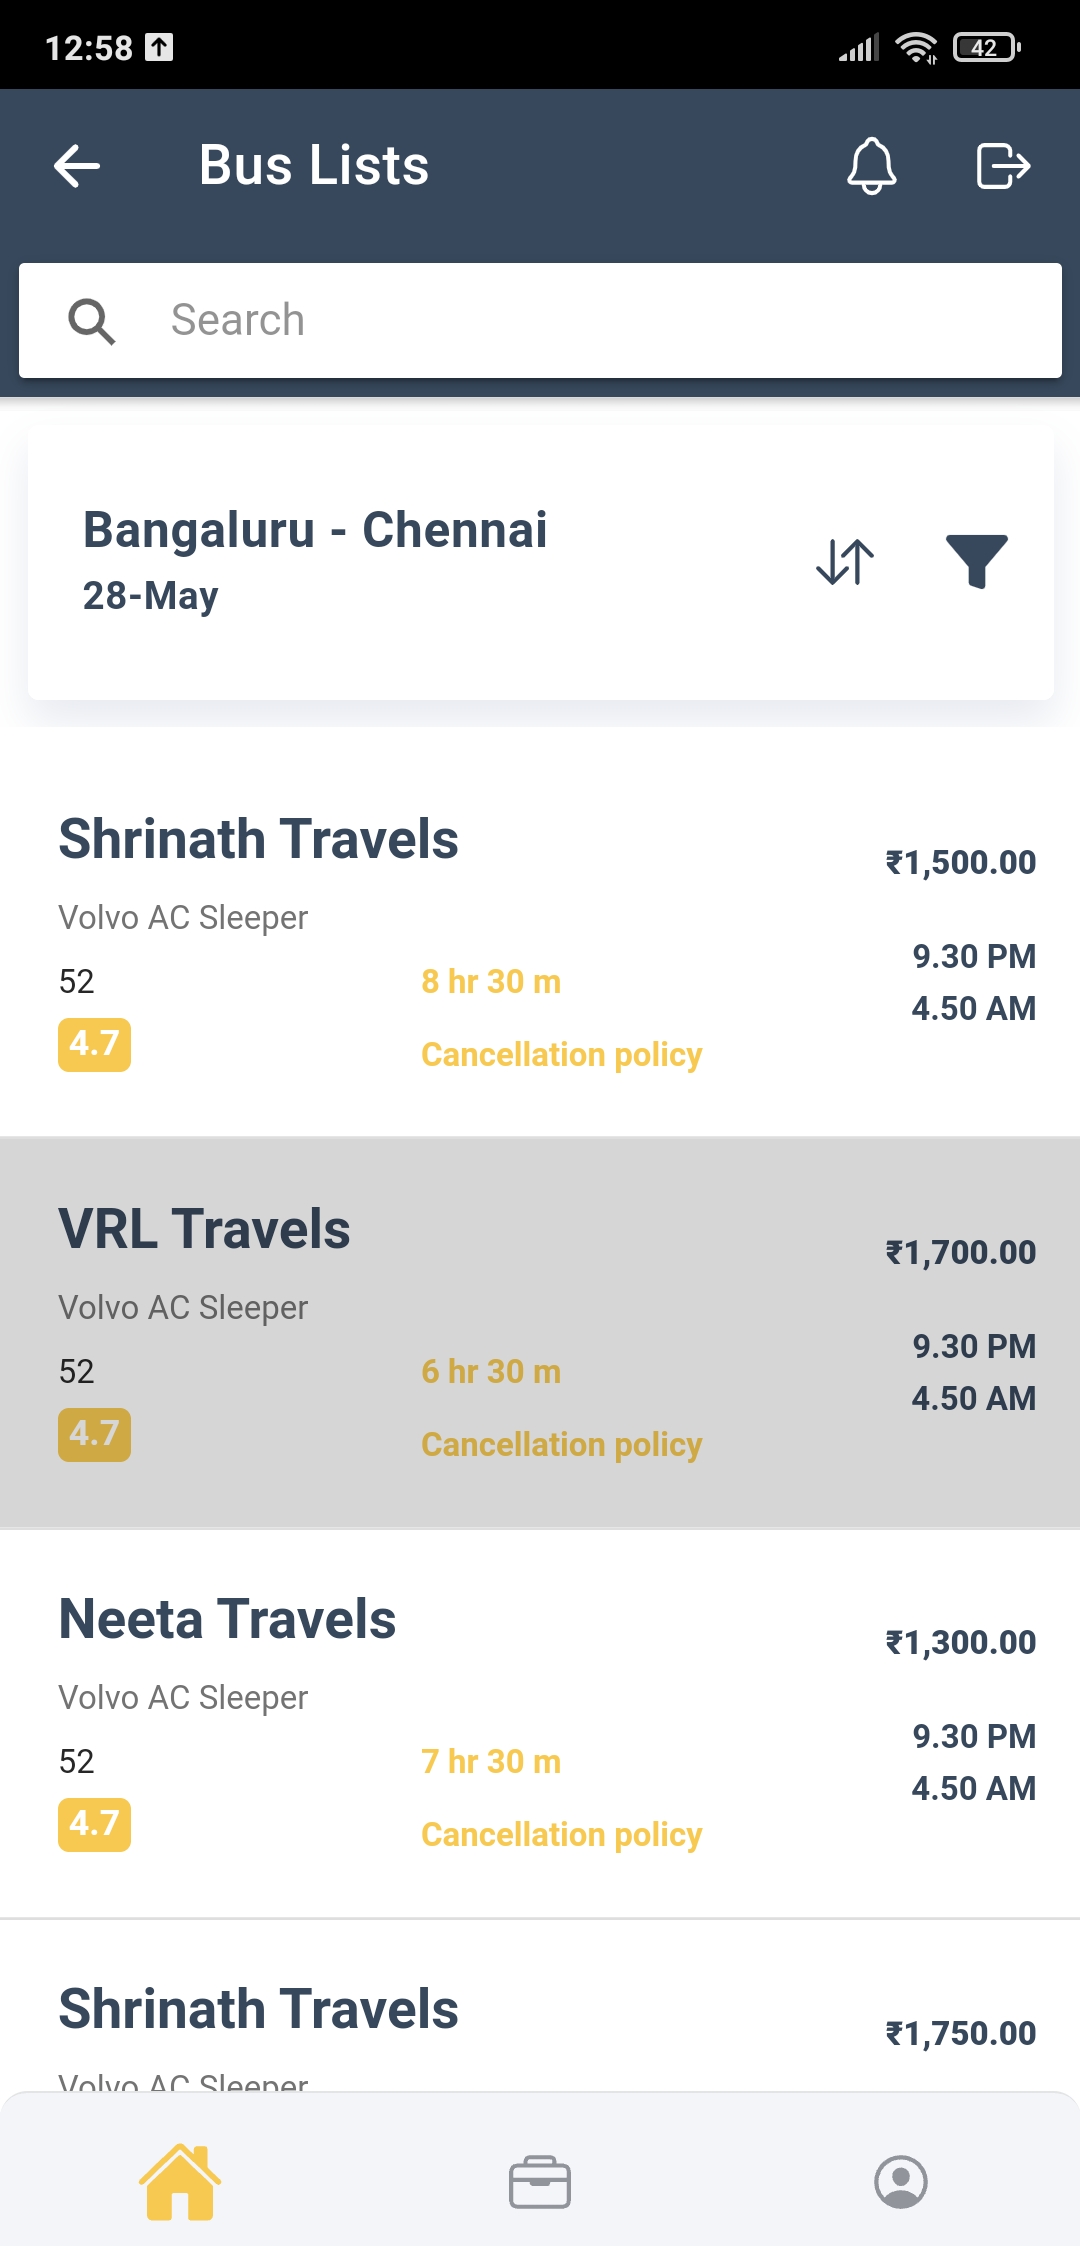 12:58
42
Bus Lists
Search
Bangaluru - Chennai
28-May
Shrinath Travels
₹1,500.00
Volvo AC Sleeper
9.30 PM
52
8 hr 30 m
4.50 AM
4.7
Cancellation policy
VRL Travels
₹1,700.00
Volvo AC Sleeper
9.30 PM
52
6 hr 30 m
4.50 AM
4.7
Cancellation policy
Neeta Travels
₹1,300.00
Volvo AC Sleeper
9.30 PM
52
7 hr 30 m
4.50 AM
4.7
Cancellation policy
Shrinath Travels
₹1,750.00
Volvo AC Sleeper